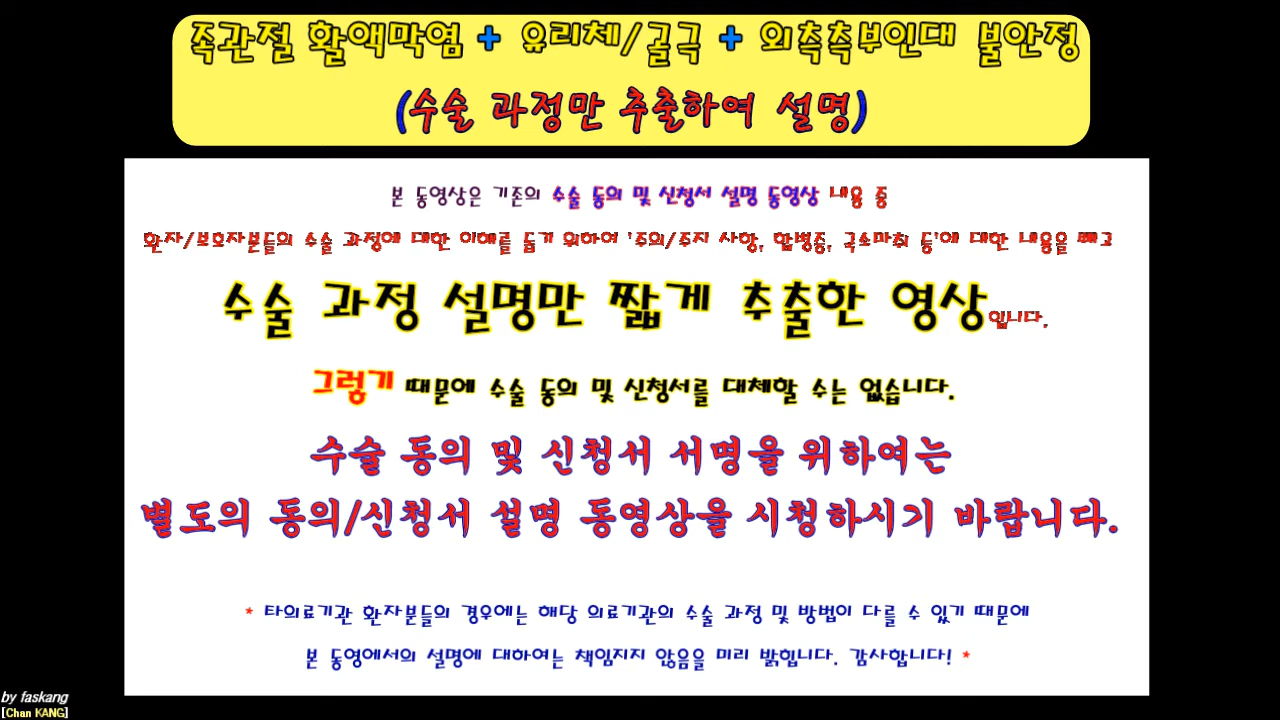 족관절 활액막염 + 유리체/골극 + 외측측부인대 불안정
(수술 과정만 추출하여 설명)
본 동영상은 기존의 수술 동의 및 신청서 설명 동영상 내용 중
환자/보호자분들의 수술 과정에 대한 이해를 돕기 위하여 '주의/주지 사항, 합병증, 국소마취 등'에 대한 내용을 빼고
수술 과정 설명만 짧게 추출한 영상입니다.
그렇기 때문에 수술 동의 및 신청서를 대체할 수는 없습니다.
수술 동의 및 신청서 서명을 위하여는
별도의 동의/신청서 설명 동영상을 시청하시기 바랍니다.
* 타의료기관 환자분들의 경우에는 해당 의료기관의 수술 과정 및 방법이 다를 수 있기 때문에
본 동영에서의 설명에 대하여는 책임지지 않음을 미리 밝힙니다. 감사합니다! *
by faskang
[Chan KANG]